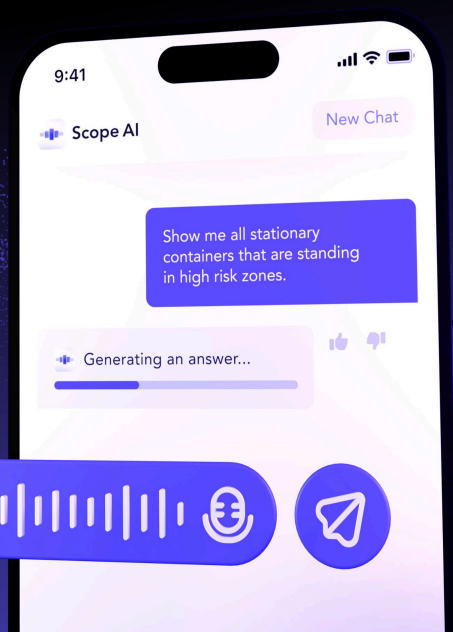 9:41
Scope AI
New Chat
Show me all stationary
containers that are standing
in high risk zones.
Generating an answer...